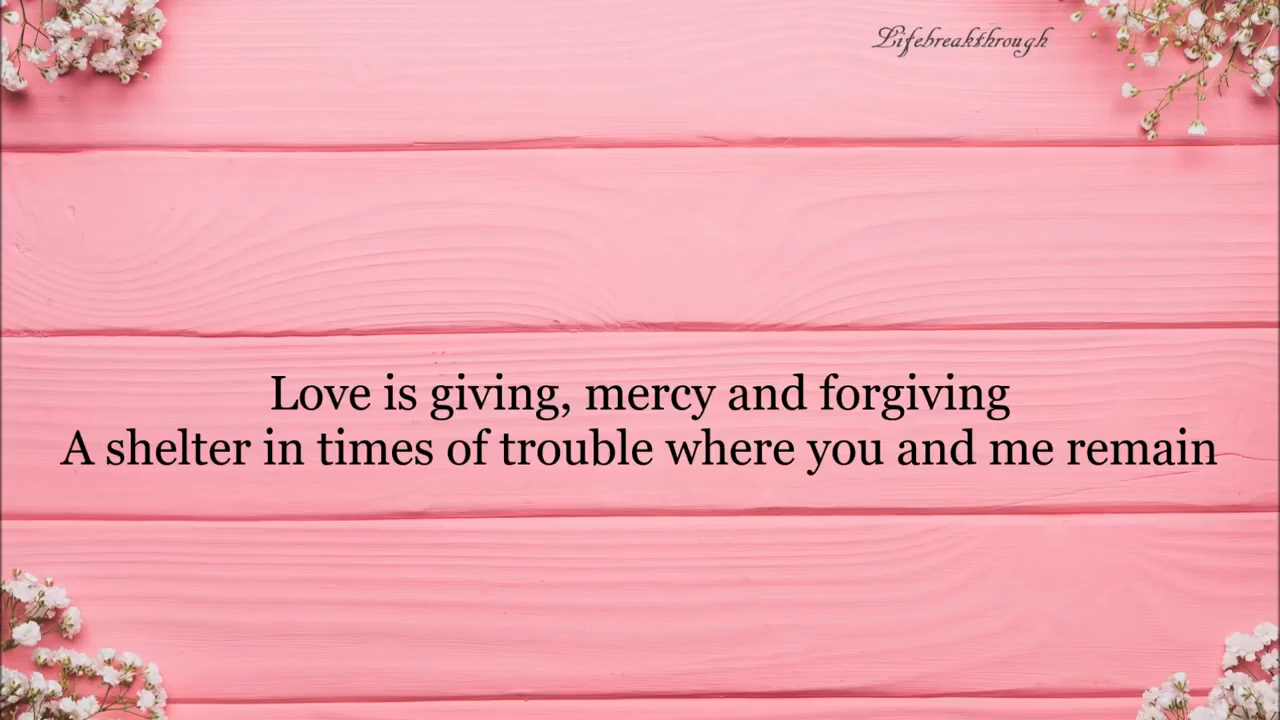 Lifebreakthrough
Love is giving, mercy and forgiving
A shelter in times of trouble where you and me remain